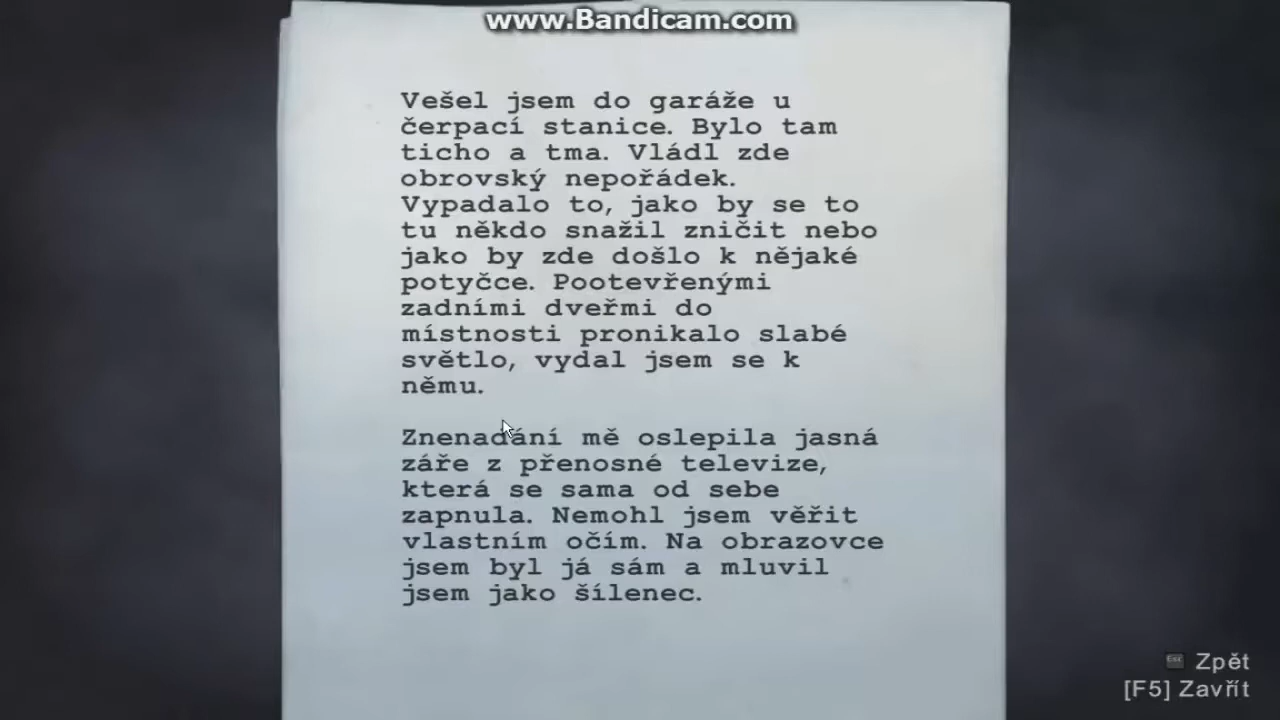 www.Bandicam.com
Vešel jsem do garáže u
čerpací stanice. Bylo tam
ticho a tma. Vládl zde
obrovský nepořádek.
Vypadalo to, jako by se to
tu někdo snažil zničit nebo
jako by zde došlo k nějaké
potyčce. Pootevřenými
zadními dveřmi do
místnosti pronikalo slabé
světlo, vydal jsem se k
němu.
Znenadání mě oslepila jasná
záře z přenosné televize,
která se sama od sebe
zapnula. Nemohl jsem věřit
vlastním očím. Na obrazovce
jsem byl já sám a mluvil
jsem jako šílenec.
Esc Zpět
[F5] Zavřít